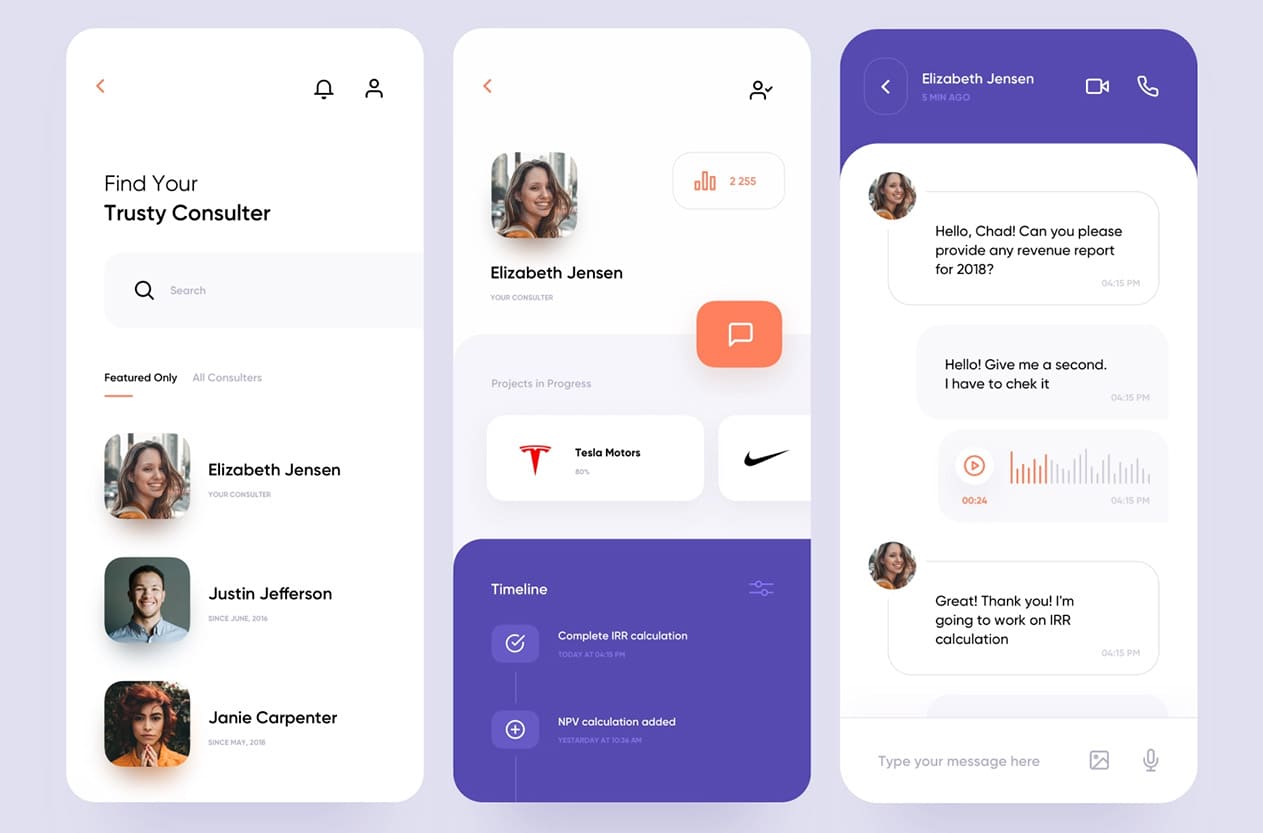 Find Your
Trusty Consulter
Search
Featured Only All Consulters
Elizabeth Jensen
YOUR CONSULTER
Justin Jefferson
SINCE JUNE, 2016
Janie Carpenter
SINCE MAY, 2018
2 255
Elizabeth Jensen
YOUR CONSULTER
Projects in Progress
Tesla Motors
80%
Timeline
Complete IRR calculation
TODAY AT 04:15 PM
NPV calculation added
YESTARDAY AT 10:36 AM
Elizabeth Jensen
5 MIN AGO
Hello, Chad! Can you please
provide any revenue report
for 2018?
04:15 PM
Hello! Give me a second.
I have to chek it
04:15 PM
00:24
04:15 PM
Great! Thank you! I'm
going to work on IRR
calculation
04:15 PM
Type your message here